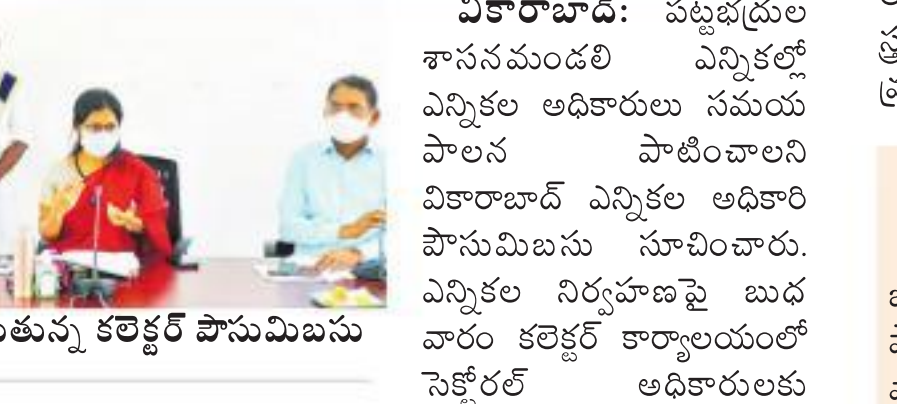 తున్న కలెక్టర్ పౌసుమిబసు
వికారాబాద్: పట్టభద్రుల
శాసనమండలి ఎన్నికల్లో
ఎన్నికల అధికారులు సమయ
పాలన పాటించాలని
వికారాబాద్ ఎన్నికల అధికారి
పౌసుమిబసు సూచించారు.
ఎన్నికల నిర్వహణపై బుధ
వారం కలెక్టర్ కార్యాలయంలో
సెక్టోరల్ అధికారులకు